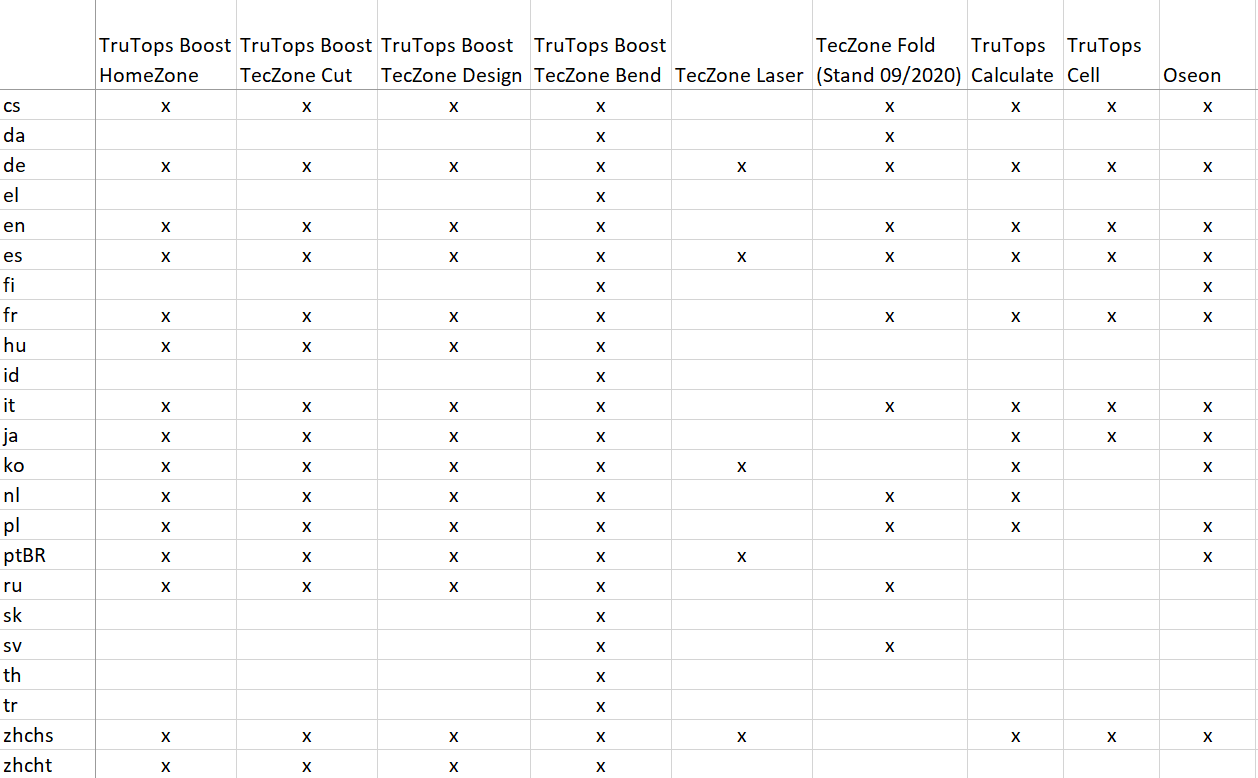 TruTops Boost TruTops Boost TruTops Boost TruTops Boost TecZone Fold TruTops TruTops
HomeZone TecZone Cut TecZone Design TecZone Bend TecZone Laser (Stand 09/2020) Calculate Cell Oseon
cs x x x x x x x x
da x x
de x x x x x x x x x
el x
en x x x x x x x x
es x x x x x x x x x
fi x x
fr x x x x x x x x
hu x x x x
id x
it x x x x x x x x
ja x x x x x x x
ko x x x x x x x
nl x x x x x x
pl x x x x x x x
ptBR x x x x x x
ru x x x x x
sk x
sv x x
th x
tr x
zhchs x x x x x x x x
zhcht x x x x